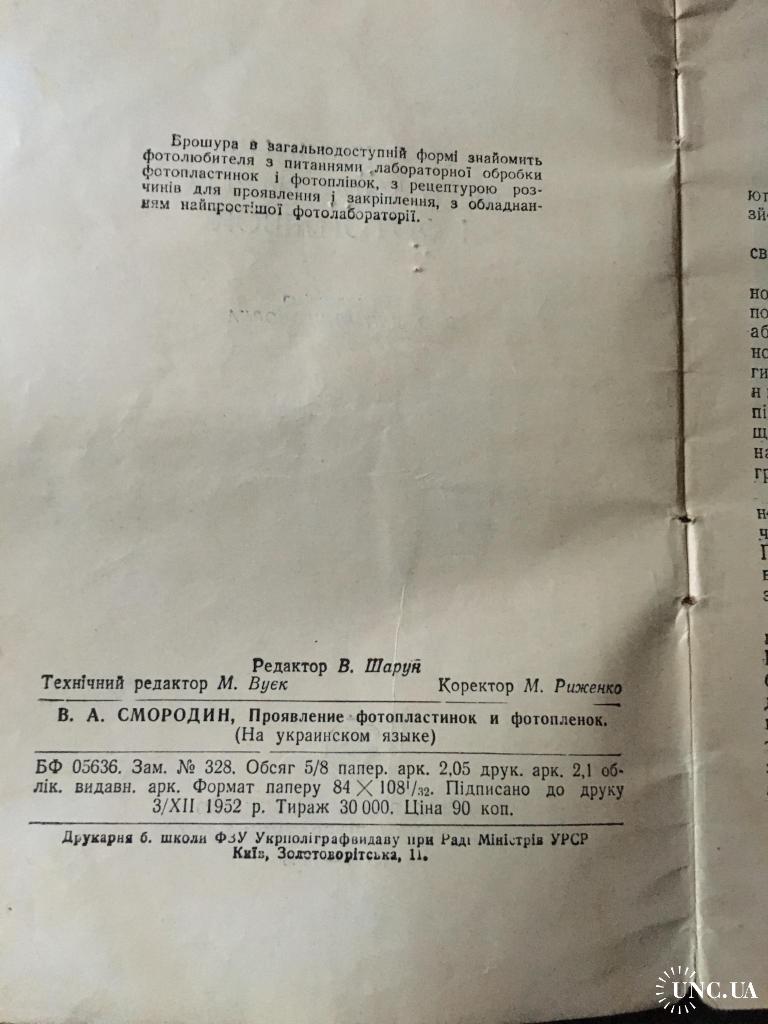 Брошура в загальнодоступній формі знайомить
фотолюбителя з питаннями лабораторної обробки
фотопластинок і фотоплівок, з рецептурою роз-
чинів для проявлення і закріплення, з обладнан-
ням найпростішої фотолабораторії.
Редактор В. Шаруй
Технічний редактор М. Вуєк Коректор М. Риженко
В. А. СМОРОДИН, Проявление фотопластинок и фотопленок.
(На украинском языке)
БФ 05636. Зам. № 328. Обсяг 5/8 папер. арк. 2,05 друк. арк. 2,1 об-
лік. видавн. арк. Формат паперу 84×108¹/₃₂. Підписано до друку
3/XII 1952 р. Тираж 30 000. Ціна 90 коп.
Друкарня б. школи ФЗУ Укрполіграфвидаву при Раді Міністрів УРСР
Київ, Золотоворітська, 11.
UNC.UA